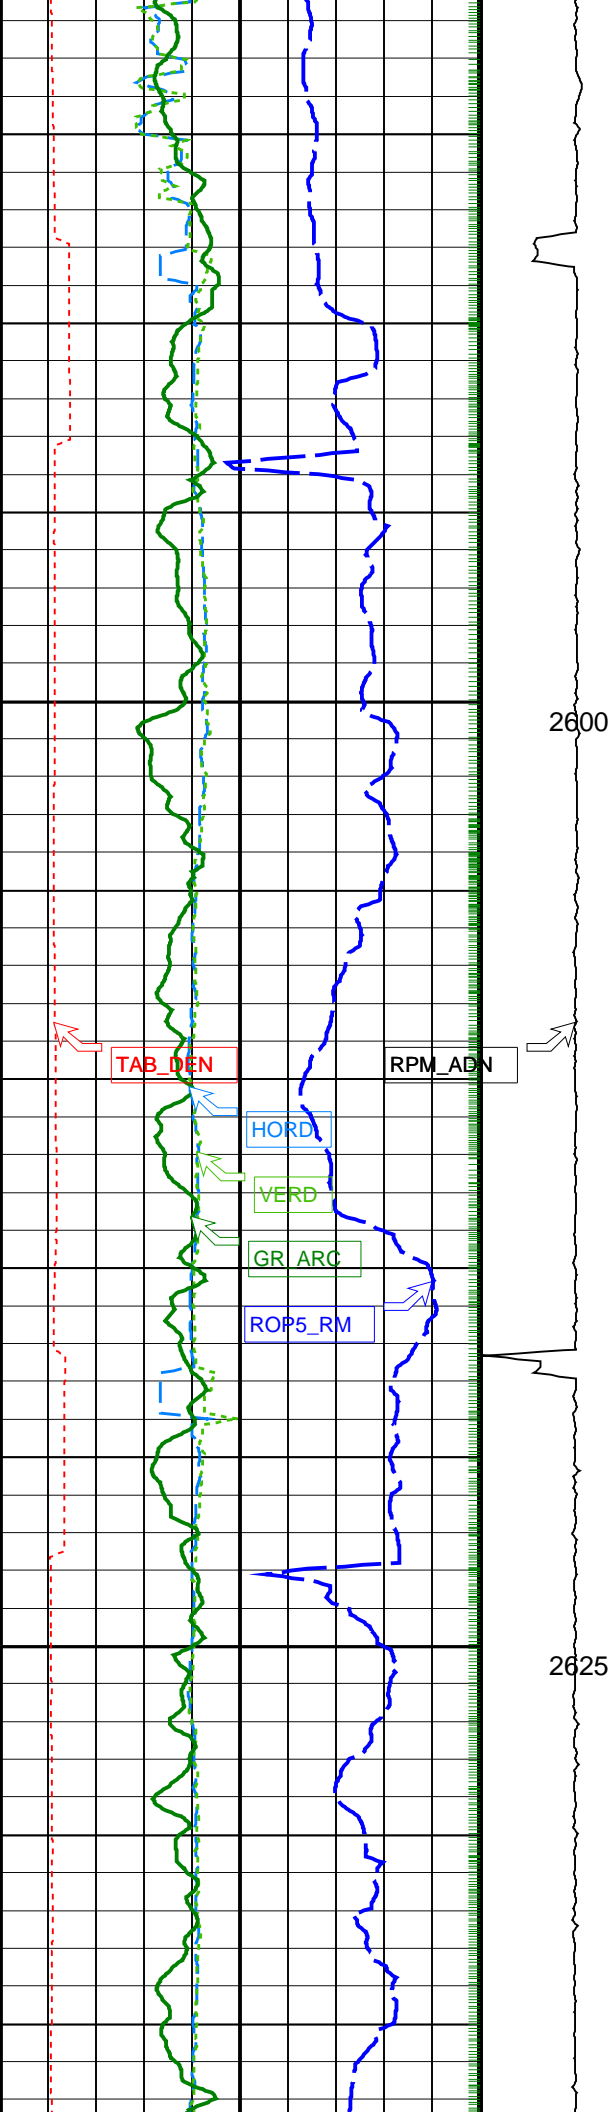 2600
TAB_DEN
RPM_ADN
HORD
VERD
GR_ARC
ROP5_RM
2625